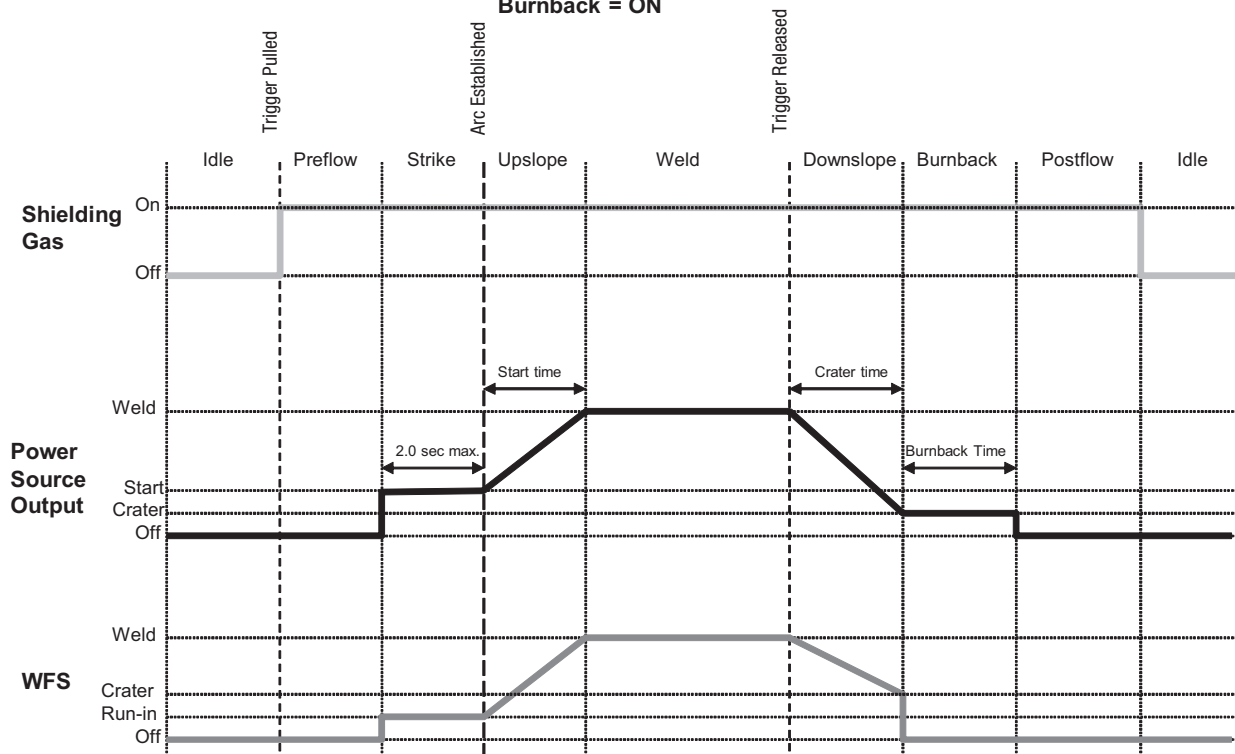 Burnback = ON
Trigger Pulled
Arc Established
Trigger Released
Idle Preflow Strike Upslope Weld Downslope Burnback Postflow Idle
Shielding
Gas
On
Off
Start time
Crater time
Weld
2.0 sec max.
Burnback Time
Power
Source
Output
Start
Crater
Off
Weld
WFS
Crater
Run-in
Off